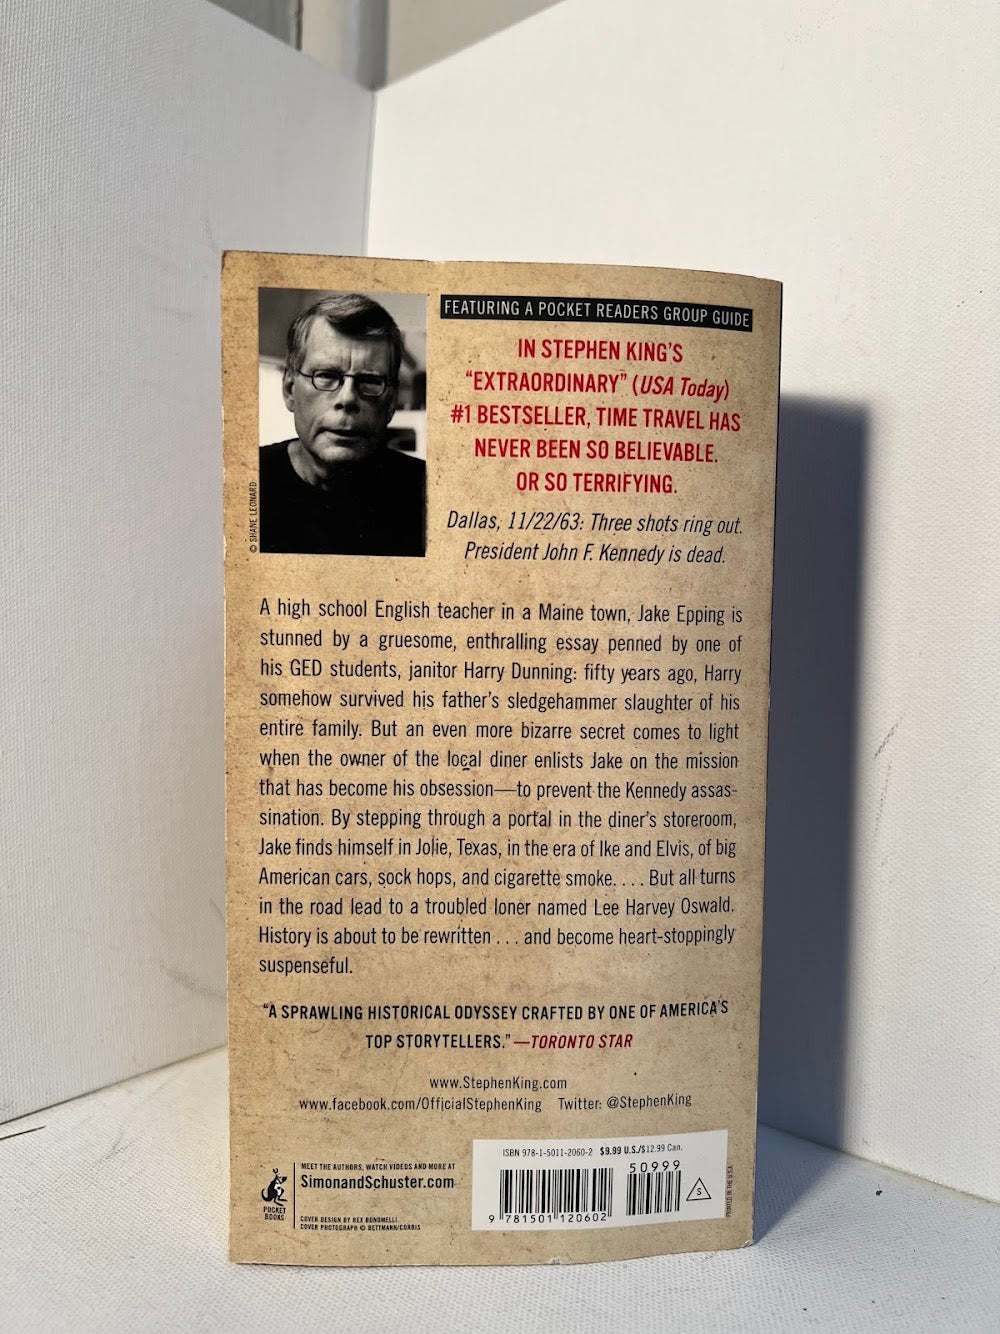 © SHANE LEONARD
FEATURING A POCKET READERS GROUP GUIDE
IN STEPHEN KING'S
“EXTRAORDINARY” (USA Today)
#1 BESTSELLER, TIME TRAVEL HAS
NEVER BEEN SO BELIEVABLE.
OR SO TERRIFYING.
Dallas, 11/22/63: Three shots ring out.
President John F. Kennedy is dead.
A high school English teacher in a Maine town, Jake Epping is
stunned by a gruesome, enthralling essay penned by one of
his GED students, janitor Harry Dunning: fifty years ago, Harry
somehow survived his father's sledgehammer slaughter of his
entire family. But an even more bizarre secret comes to light
when the owner of the local diner enlists Jake on the mission
that has become his obsession—to prevent the Kennedy assas-
sination. By stepping through a portal in the diner's storeroom,
Jake finds himself in Jolie, Texas, in the era of Ike and Elvis, of big
American cars, sock hops, and cigarette smoke. . . . But all turns
in the road lead to a troubled loner named Lee Harvey Oswald.
History is about to be rewritten . . . and become heart-stoppingly
suspenseful.
“A SPRAWLING HISTORICAL ODYSSEY CRAFTED BY ONE OF AMERICA'S
TOP STORYTELLERS.” —TORONTO STAR
www.StephenKing.com
www.facebook.com/OfficialStephenKing Twitter: @StephenKing
POCKET
BOOKS
MEET THE AUTHORS, WATCH VIDEOS AND MORE AT
SimonandSchuster.com
COVER DESIGN BY REX BONOMELLI
COVER PHOTOGRAPH © BETTMANN/CORBIS
ISBN 978-1-5011-2060-2 $9.99 U.S./$12.99 Can.
50999
9 781501 120602
S
PRINTED IN THE U.S.A.